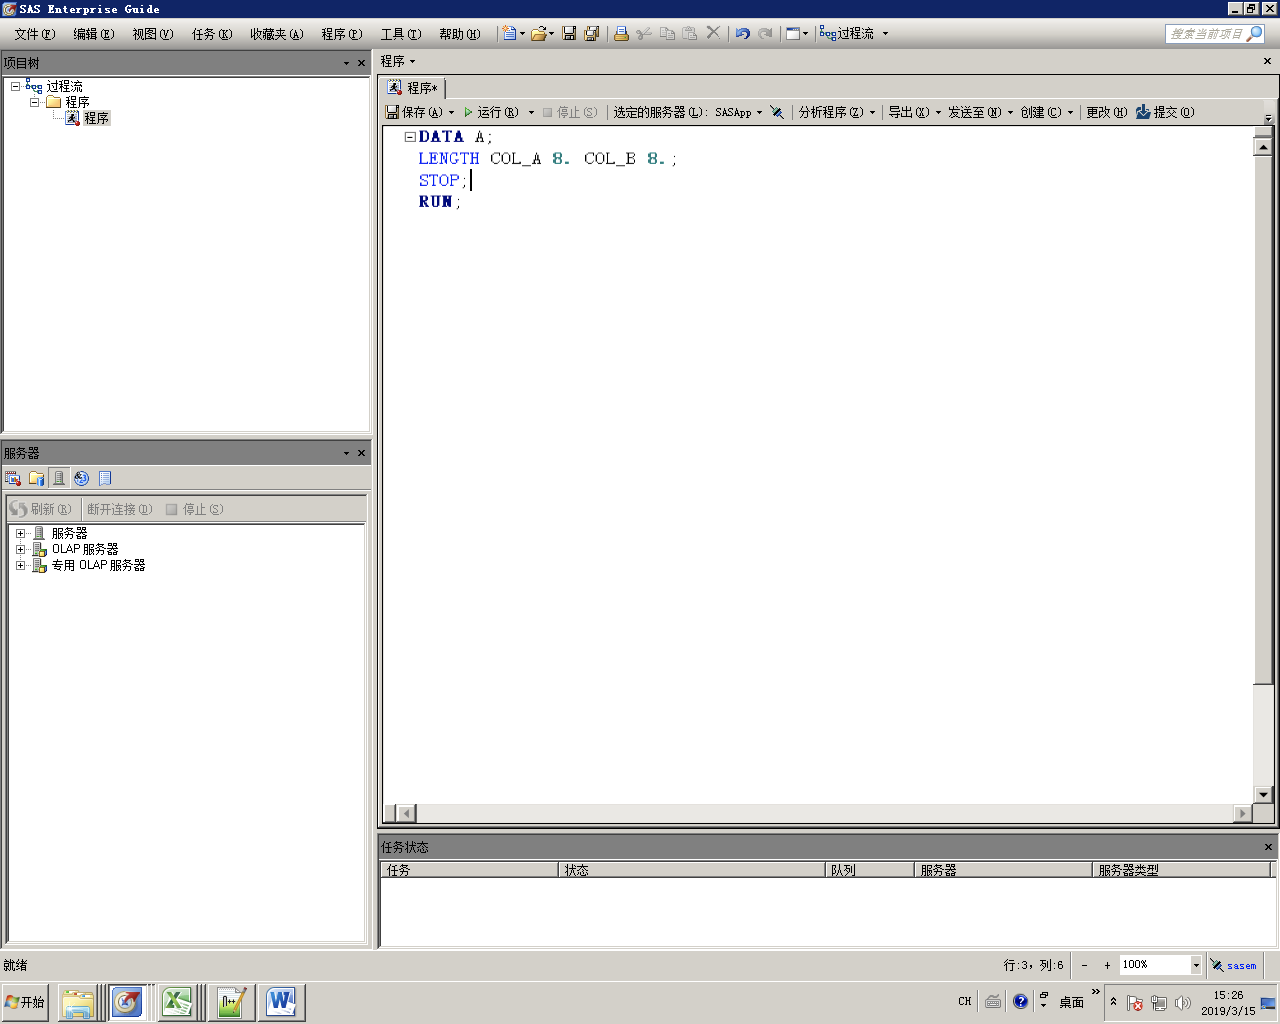 SAS Enterprise Guide
文件(F) 编辑(E) 视图(V) 任务(K) 收藏夹(A) 程序(P) 工具(T) 帮助(H) 过程流 搜索当前项目
项目树
过程流
程序
程序
服务器
刷新(R) 断开连接(D) 停止(S)
服务器
OLAP 服务器
专用 OLAP 服务器
程序
程序*
保存(A) 运行(R) 停止(S) 选定的服务器(L): SASApp 分析程序(Z) 导出(X) 发送至(N) 创建(C) 更改(H) 提交(O)
DATA A;
LENGTH COL_A 8. COL_B 8.;
STOP;
RUN;
任务状态
任务 状态 队列 服务器 服务器类型
就绪 行:3, 列:6 - + 100% sasem
开始 CH 桌面 15:26
2019/3/15